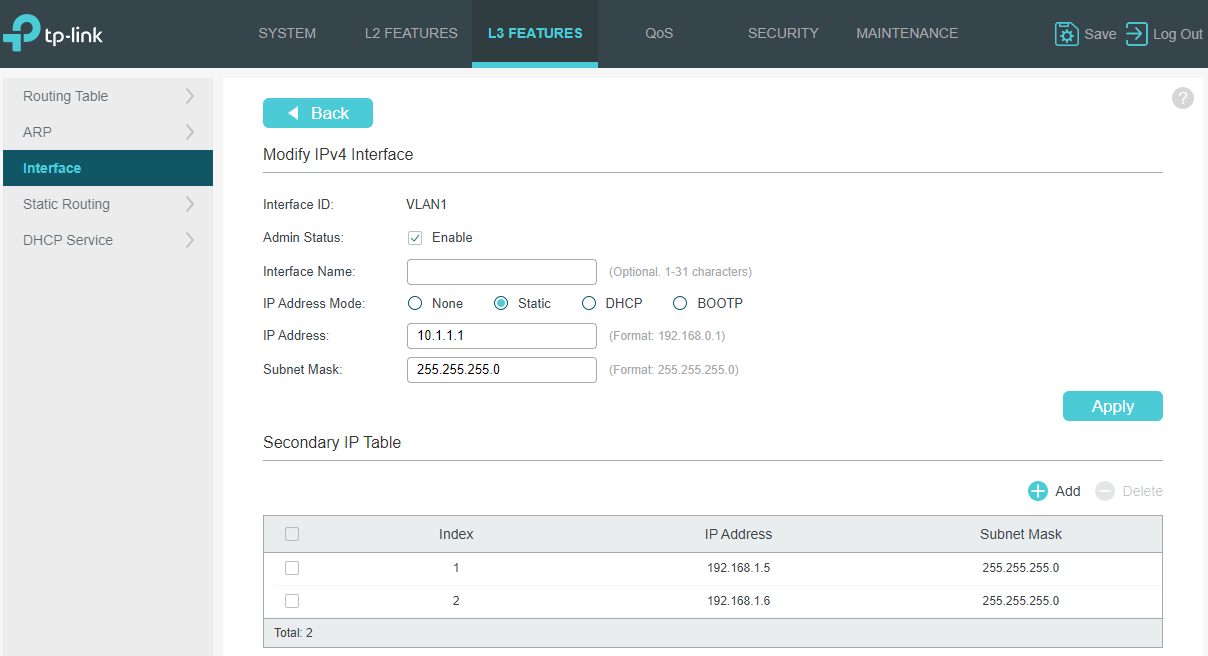 tp-link
SYSTEM L2 FEATURES L3 FEATURES QoS SECURITY MAINTENANCE Save Log Out
Routing Table
ARP
Interface
Static Routing
DHCP Service
Back
?
Modify IPv4 Interface
Interface ID: VLAN1
Admin Status: Enable
Interface Name: (Optional. 1-31 characters)
IP Address Mode: None Static DHCP BOOTP
IP Address: 10.1.1.1 (Format: 192.168.0.1)
Subnet Mask: 255.255.255.0 (Format: 255.255.255.0)
Apply
Secondary IP Table
Add Delete
Index IP Address Subnet Mask
1 192.168.1.5 255.255.255.0
2 192.168.1.6 255.255.255.0
Total: 2